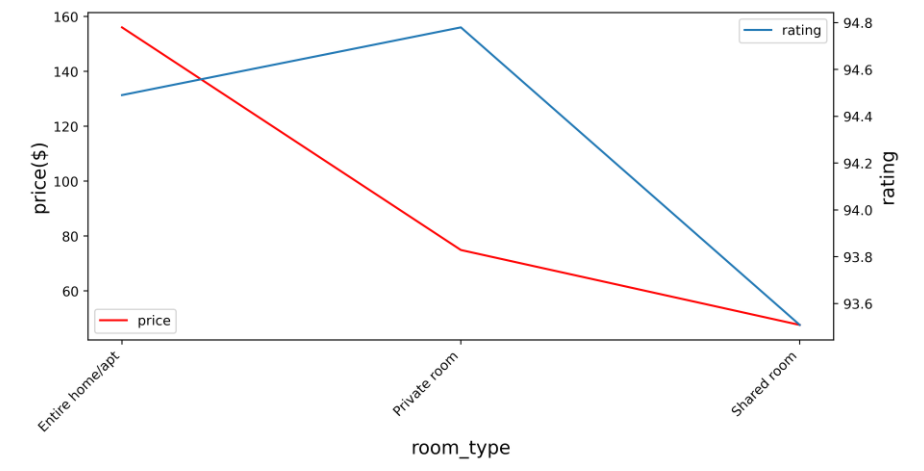 160
140
120
100
80
60
price($)
price
rating
94.8
94.6
94.4
94.2
94.0
93.8
93.6
rating
Entire home/apt
Private room
Shared room
room_type